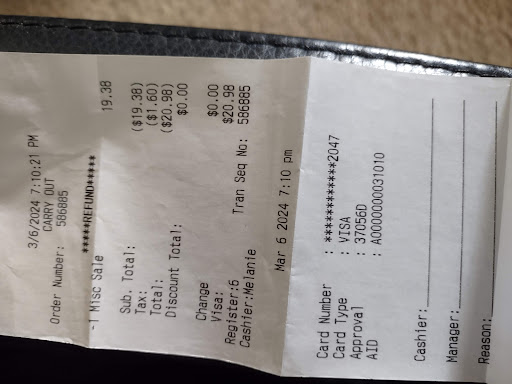 3/6/2024 7:10:21 PM
CARRY OUT
Order Number: 586885
*****REFUND*****
-1 Misc Sale 19.38
Sub. Total: ($19.38)
Tax: ($1.60)
Total: ($20.98)
Discount Total: $0.00
Change $0.00
Visa: $20.98
Register:6 Tran Seq No: 586885
Cashier:Melanie
Mar 6 2024 7:10 pm
Card Number : ************2047
Card Type : VISA
Approval : 37056D
AID : A0000000031010
Cashier:
Manager:
Reason: